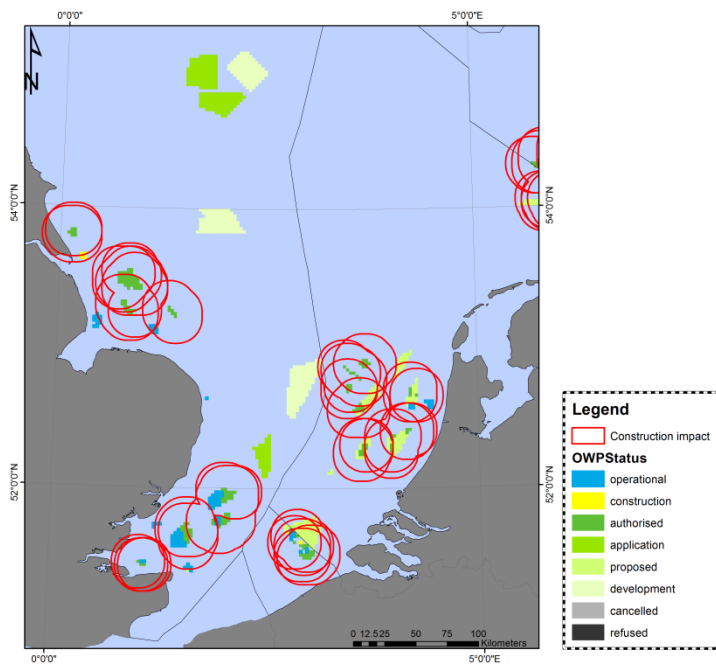 0°0'0"
5°0'0"E
N
54°0'0"N
54°0'0"N
52°0'0"N
52°0'0"N
Legend
Construction impact
OWPStatus
operational
construction
authorised
application
proposed
development
cancelled
refused
0 12.525 50 75 100
Kilometers
0°0'0"
5°0'0"E